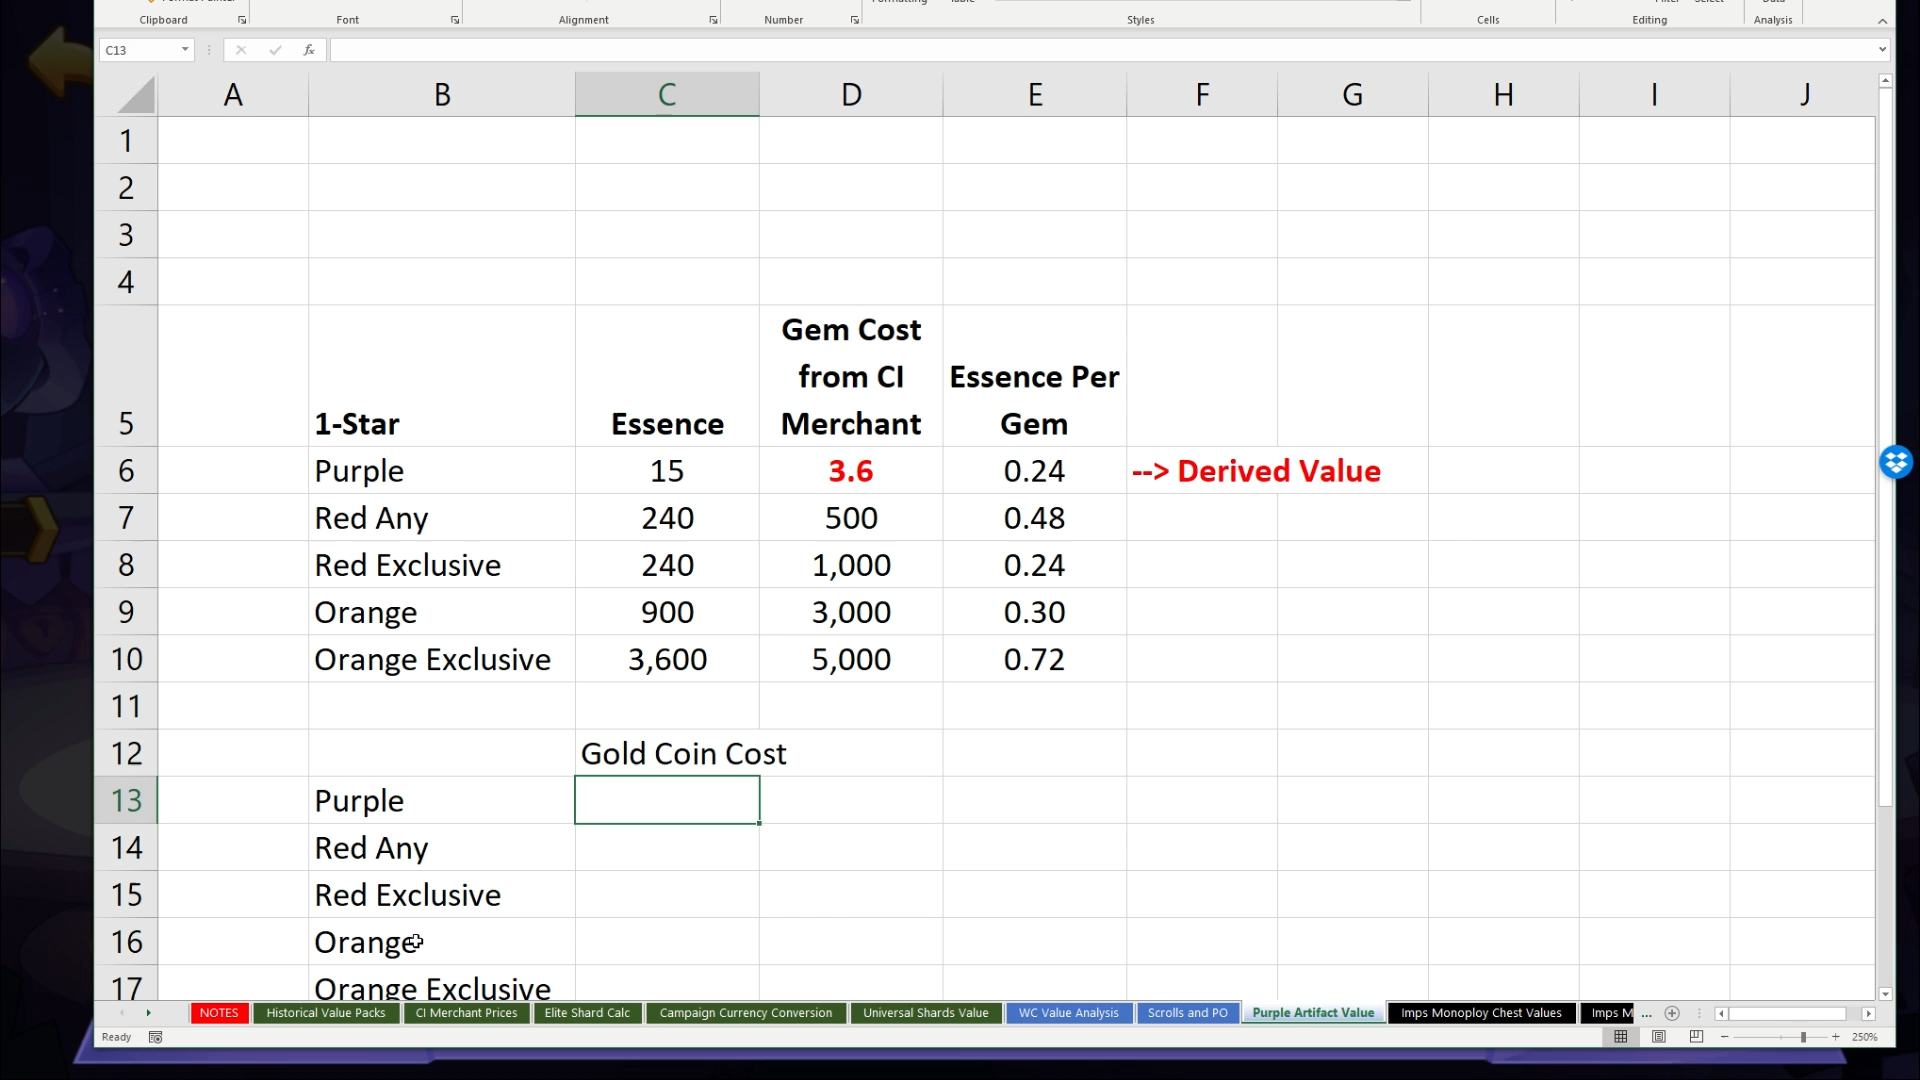 Clipboard Font Alignment Number Styles Cells Editing Analysis
C13 fx
A B C D E F G H I J
1
2
3
4
Gem Cost
from CI Essence Per
5 1-Star Essence Merchant Gem
6 Purple 15 3.6 0.24 --> Derived Value
7 Red Any 240 500 0.48
8 Red Exclusive 240 1,000 0.24
9 Orange 900 3,000 0.30
10 Orange Exclusive 3,600 5,000 0.72
11
12 Gold Coin Cost
13 Purple
14 Red Any
15 Red Exclusive
16 Orange
17 Orange Exclusive
NOTES Historical Value Packs CI Merchant Prices Elite Shard Calc Campaign Currency Conversion Universal Shards Value WC Value Analysis Scrolls and PO Purple Artifact Value Imps Monoploy Chest Values Imps M ...
Ready 250%